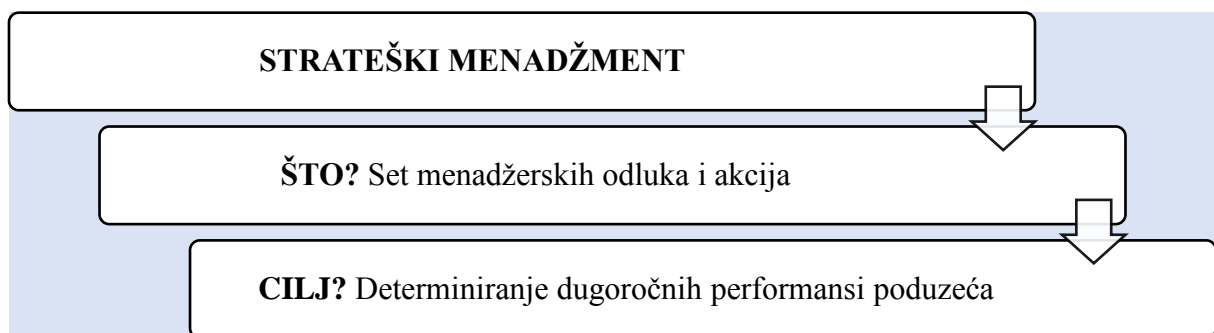 STRATEŠKI MENADŽMENT
ŠTO? Set menadžerskih odluka i akcija
CILJ? Determiniranje dugoročnih performansi poduzeća